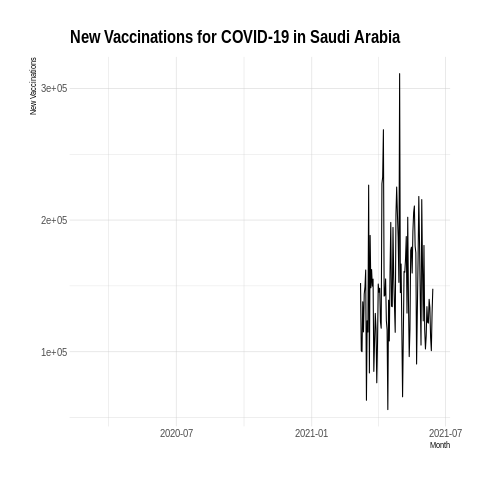 New Vaccinations for COVID-19 in Saudi Arabia
New Vaccinations
3e+05
2e+05
1e+05
2020-07
2021-01
2021-07
Month